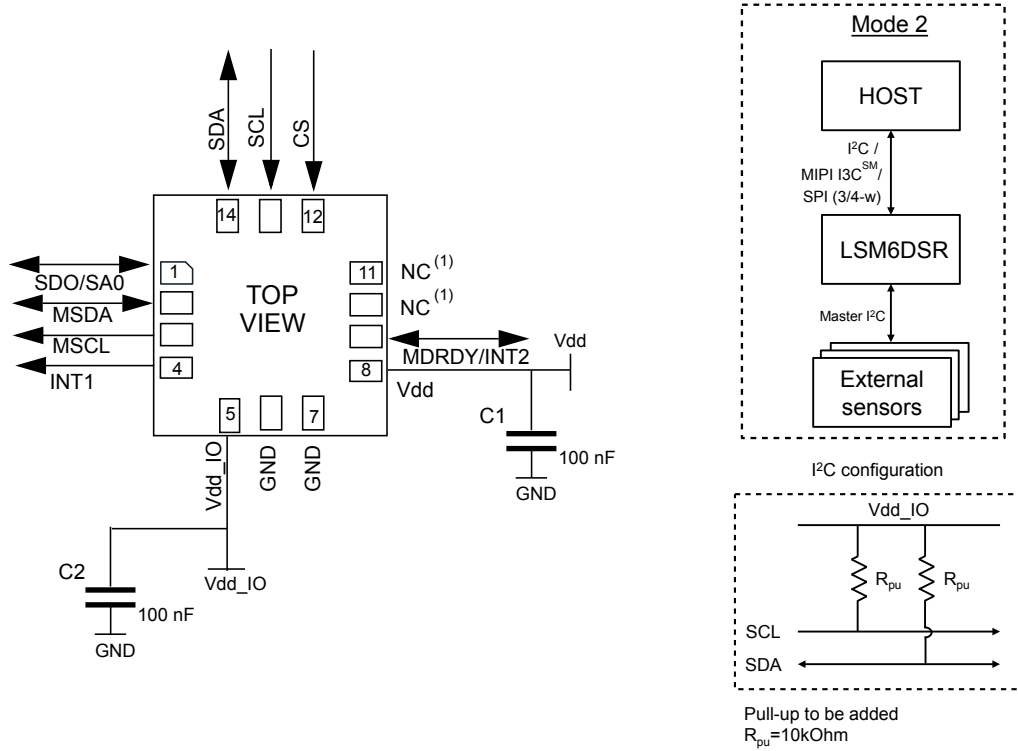 SDA
SCL
CS
14
12
SDO/SA0
MSDA
MSCL
INT1
1
4
TOP
VIEW
11
8
NC (1)
NC (1)
MDRDY/INT2
Vdd
Vdd
5
7
Vdd_IO
GND
GND
C1
100 nF
GND
C2
100 nF
GND
Vdd_IO
Mode 2
HOST
I²C /
MIPI I3C SM/
SPI (3/4-w)
LSM6DSR
Master I²C
External
sensors
I²C configuration
Vdd_IO
Rpu
Rpu
SCL
SDA
Pull-up to be added
Rpu=10kOhm